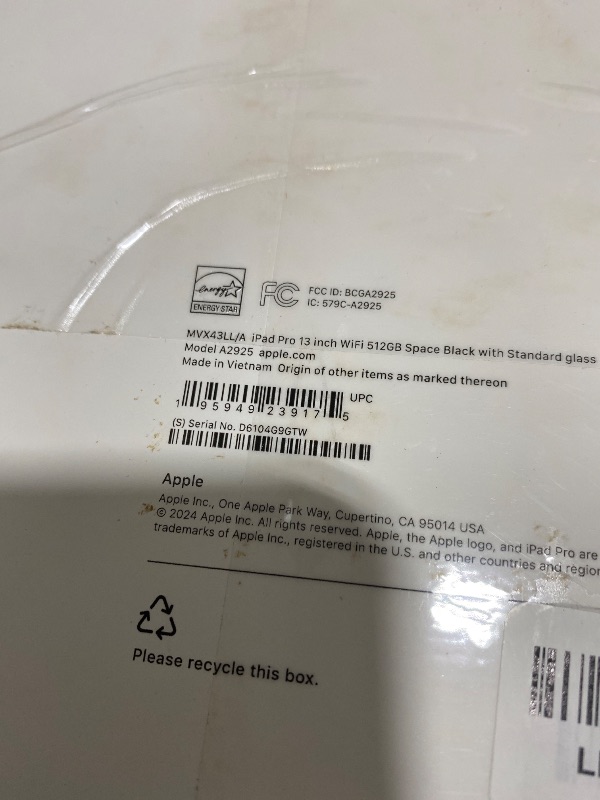 energy
ENERGY STAR
FC
FCC ID: BCGA2925
IC: 579C-A2925
MVX43LL/A iPad Pro 13 inch WiFi 512GB Space Black with Standard glass
Model A2925 apple.com
Made in Vietnam Origin of other items as marked thereon
UPC
1 95949 23917 5
(S) Serial No. D6104G9GTW
Apple
Apple Inc., One Apple Park Way, Cupertino, CA 95014 USA
© 2024 Apple Inc. All rights reserved. Apple, the Apple logo, and iPad Pro are
trademarks of Apple Inc., registered in the U.S. and other countries and region
Please recycle this box.